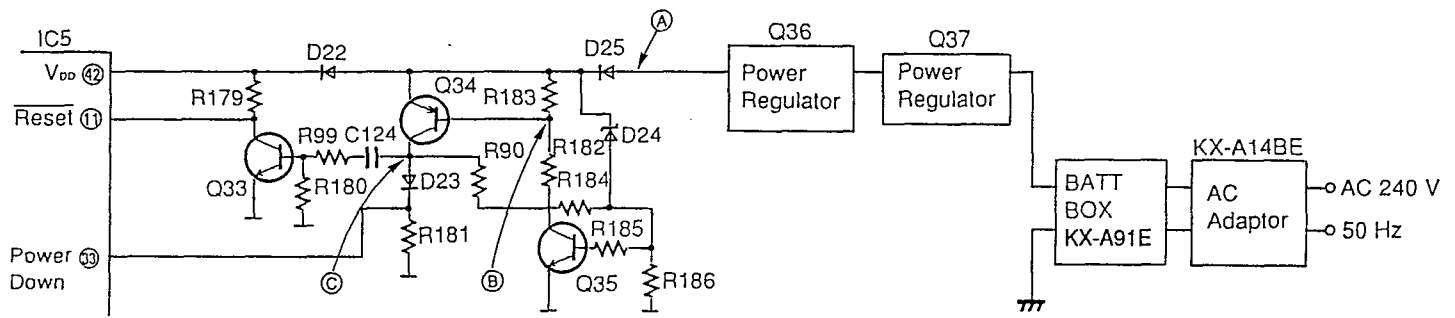 IC5
VDD 42
Reset 11
Power 33
Down
D22
R179
Q34
R99 C124
Q33
R180
D23
R181
C
R90
R183
B
R182
R184
D24
R185
Q35
R186
D25
A
Q36
Power
Regulator
Q37
Power
Regulator
BATT
BOX
KX-A91E
KX-A14BE
AC
Adaptor
AC 240 V
50 Hz